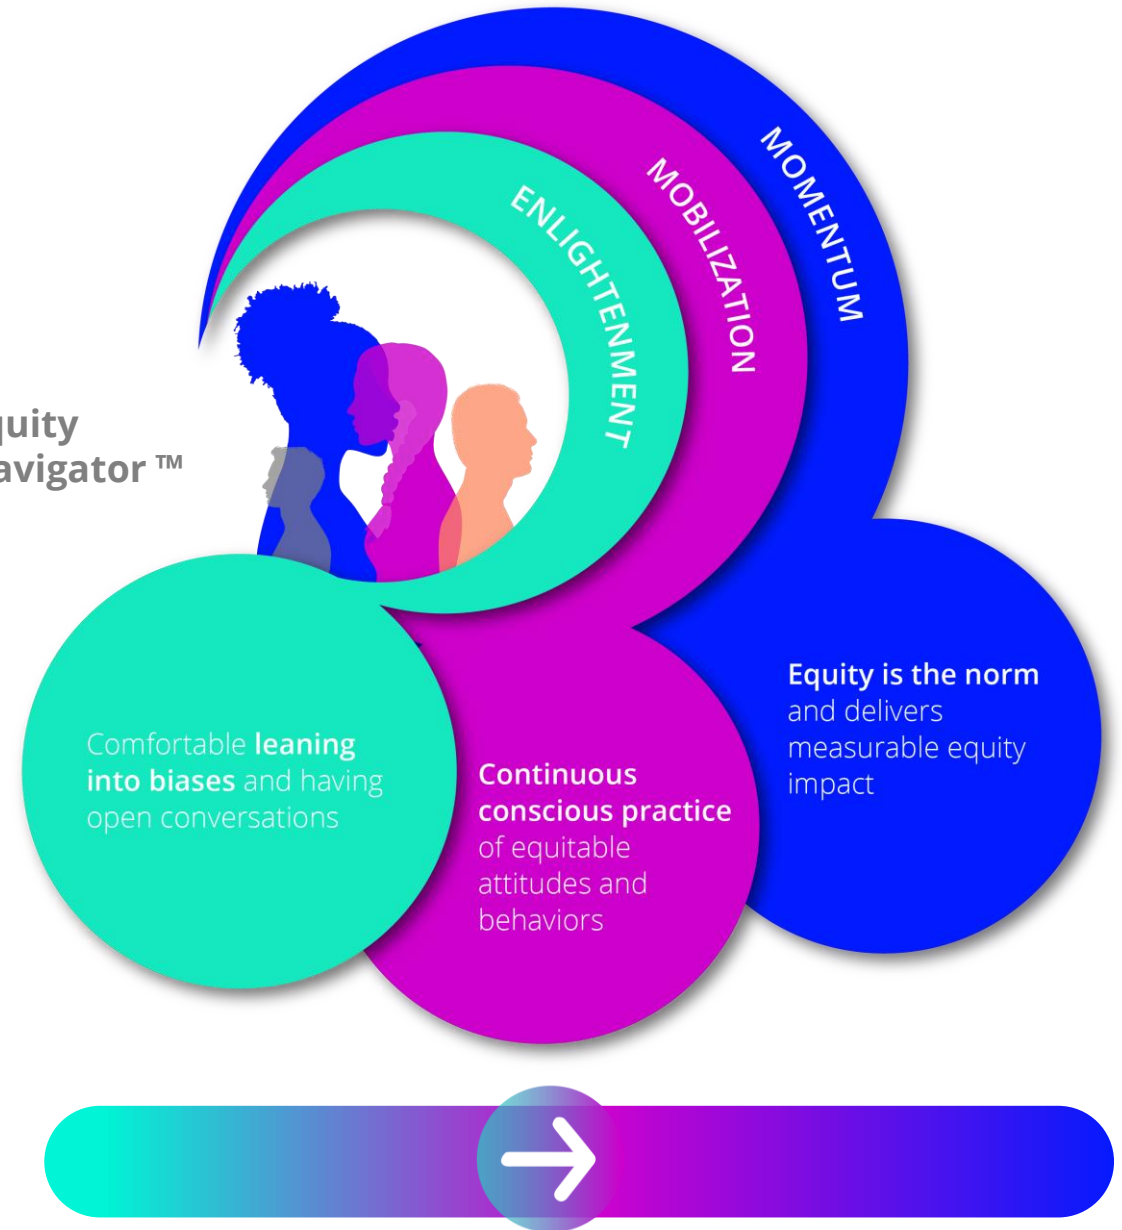 ENLIGHTENMENT
MOBILIZATION
MOMENTUM
quity
avigator ™
Comfortable leaning
into biases and having
open conversations
Continuous
conscious practice
of equitable
attitudes and
behaviors
Equity is the norm
and delivers
measurable equity
impact